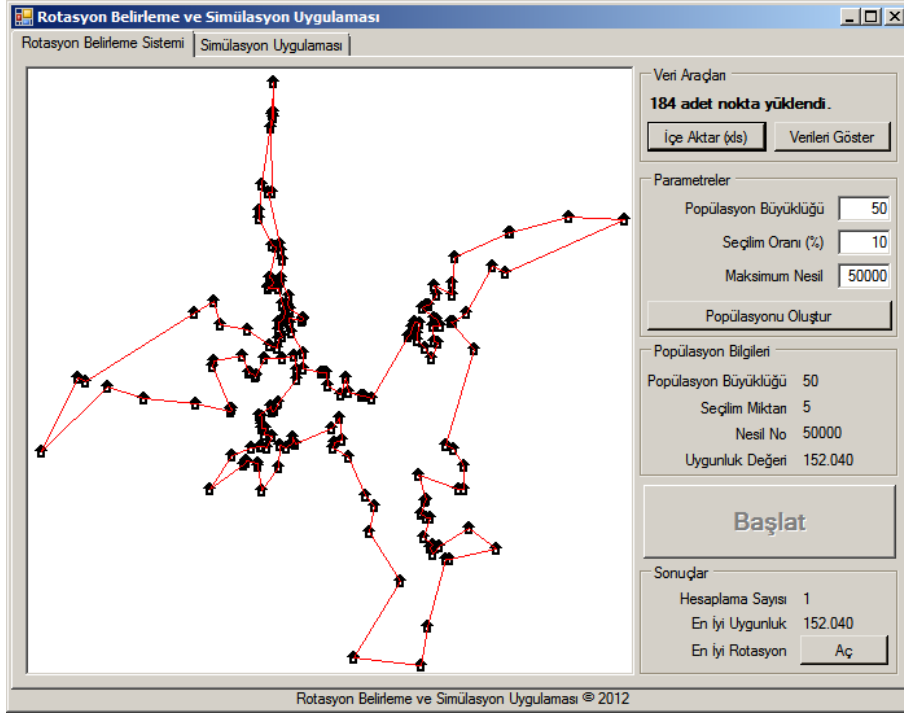 Rotasyon Belirleme ve Simülasyon Uygulaması
Rotasyon Belirleme Sistemi
Simülasyon Uygulaması
Veri Araçları
184 adet nokta yüklendi.
İçe Aktar (xls)
Verileri Göster
Parametreler
Popülasyon Büyüklüğü 50
Seçilim Oranı (%) 10
Maksimum Nesil 50000
Popülasyonu Oluştur
Popülasyon Bilgileri
Popülasyon Büyüklüğü 50
Seçilim Miktarı 5
Nesil No 50000
Uygunluk Değeri 152.040
Başlat
Sonuçlar
Hesaplama Sayısı 1
En İyi Uygunluk 152.040
En İyi Rotasyon Aç
Rotasyon Belirleme ve Simülasyon Uygulaması © 2012